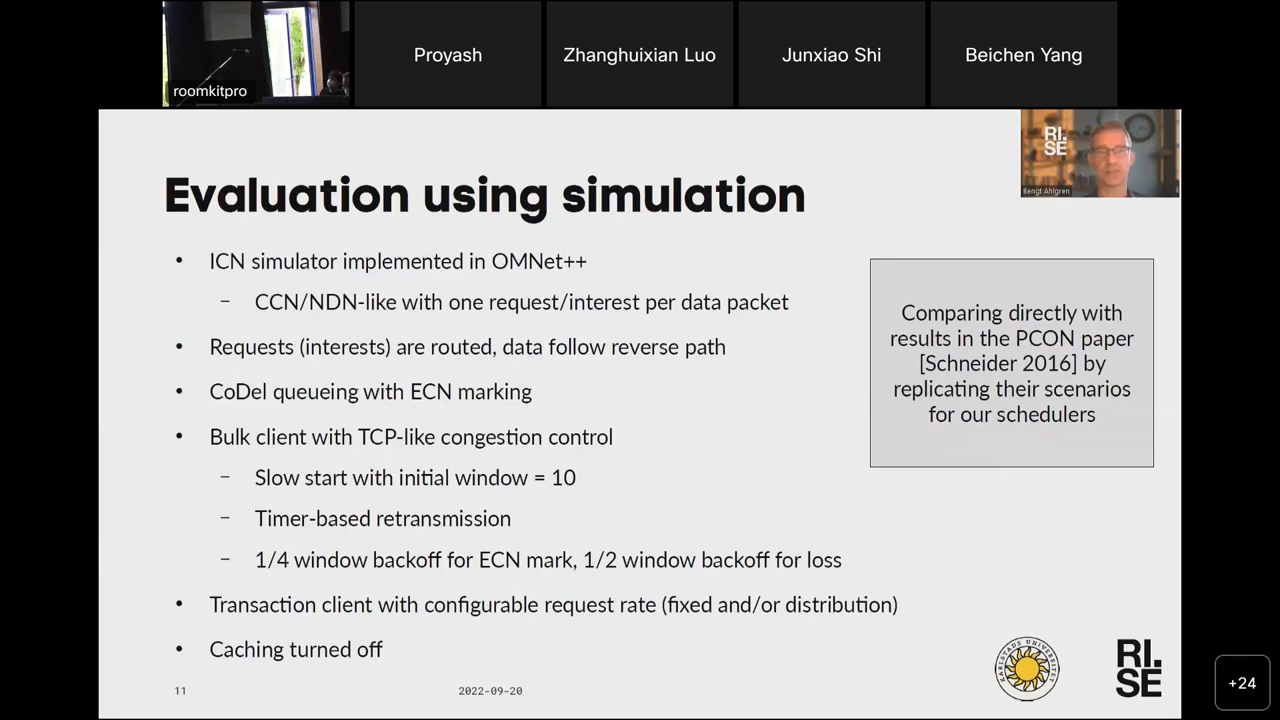 roomkitpro
Proyash
Zhanghuixian Luo
Junxiao Shi
Beichen Yang
RI.
SE
Bengt Ahlgren
Evaluation using simulation
• ICN simulator implemented in OMNet++
– CCN/NDN-like with one request/interest per data packet
• Requests (interests) are routed, data follow reverse path
• CoDel queueing with ECN marking
• Bulk client with TCP-like congestion control
– Slow start with initial window = 10
– Timer-based retransmission
– 1/4 window backoff for ECN mark, 1/2 window backoff for loss
• Transaction client with configurable request rate (fixed and/or distribution)
• Caching turned off
Comparing directly with
results in the PCON paper
[Schneider 2016] by
replicating their scenarios
for our schedulers
11
2022-09-20
KARLSTADS UNIVERSITET
RI.
SE
+24